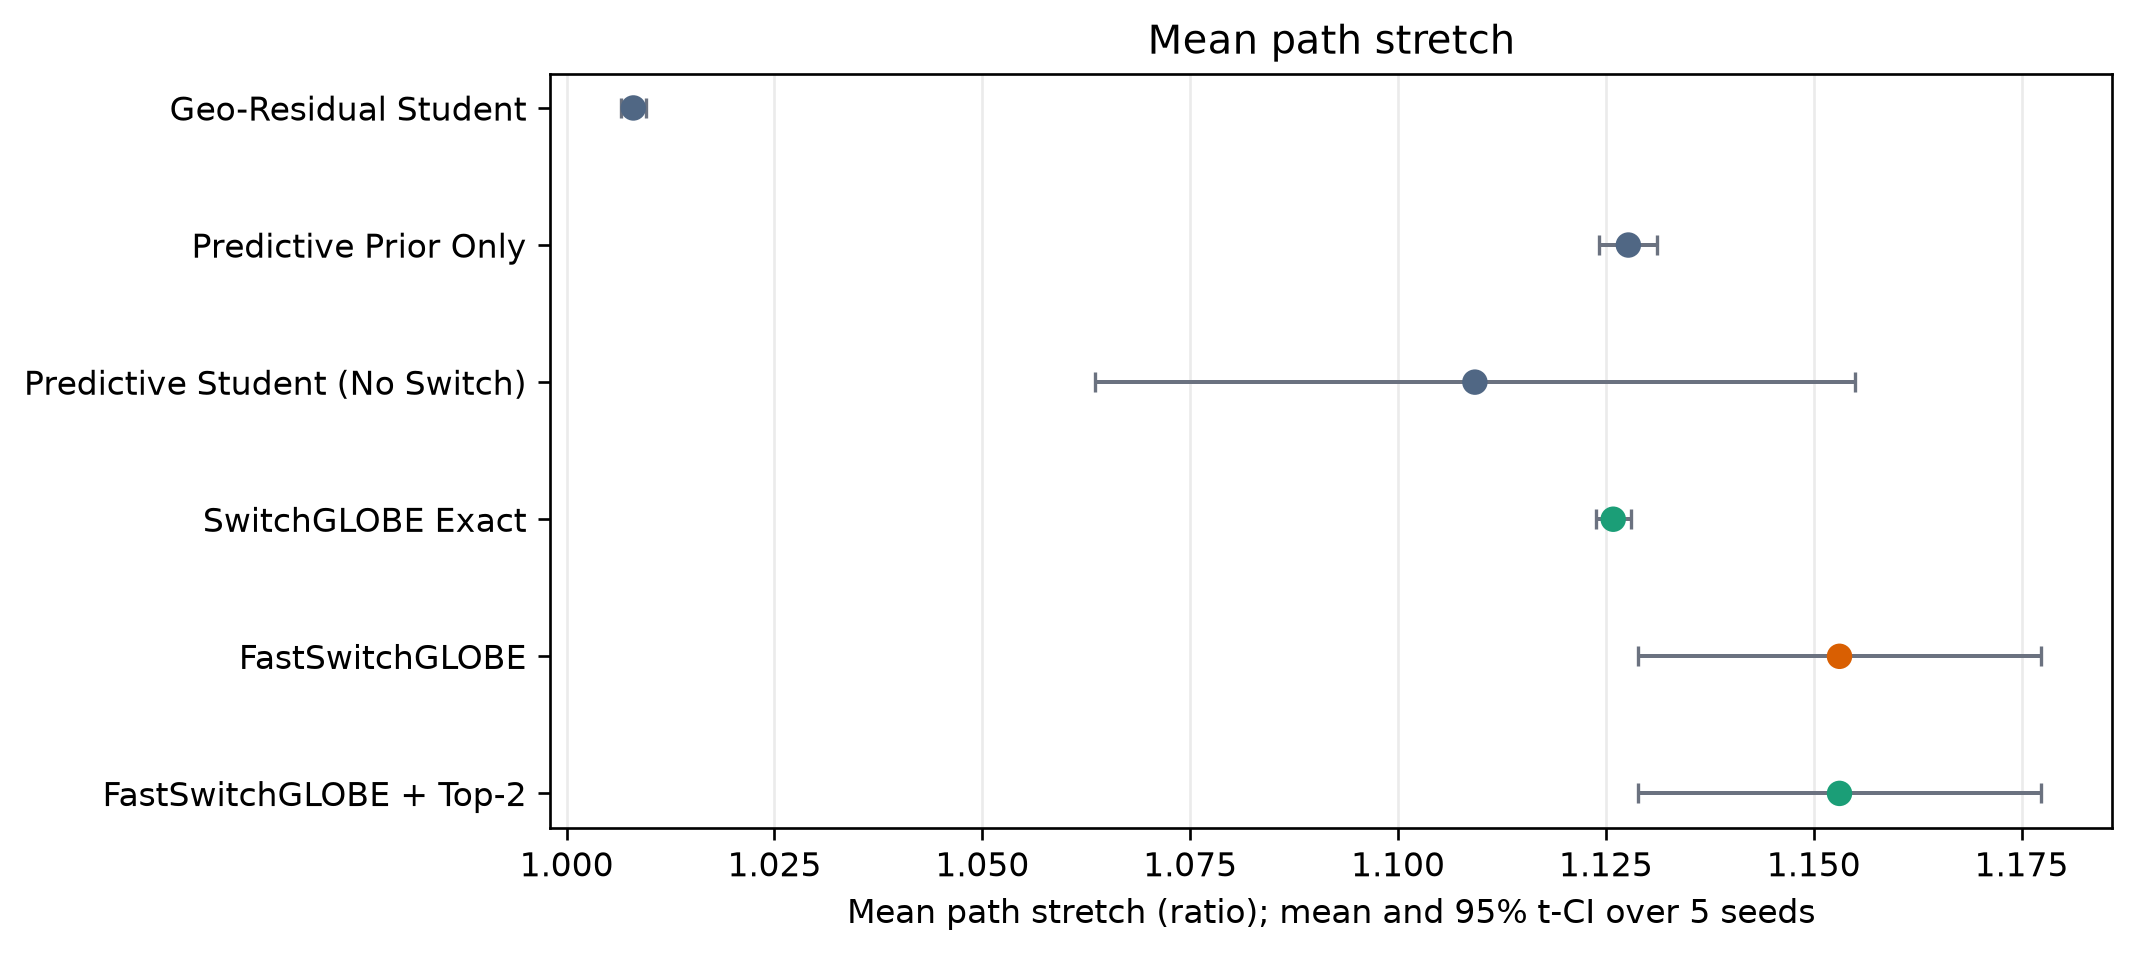 Mean path stretch
Geo-Residual Student
Predictive Prior Only
Predictive Student (No Switch)
SwitchGLOBE Exact
FastSwitchGLOBE
FastSwitchGLOBE + Top-2
1.000 1.025 1.050 1.075 1.100 1.125 1.150 1.175
Mean path stretch (ratio); mean and 95% t-CI over 5 seeds